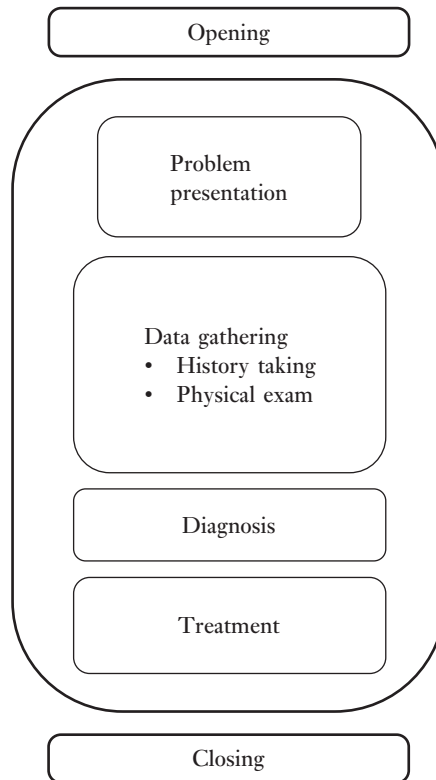 Opening
Problem
presentation
Data gathering
• History taking
• Physical exam
Diagnosis
Treatment
Closing